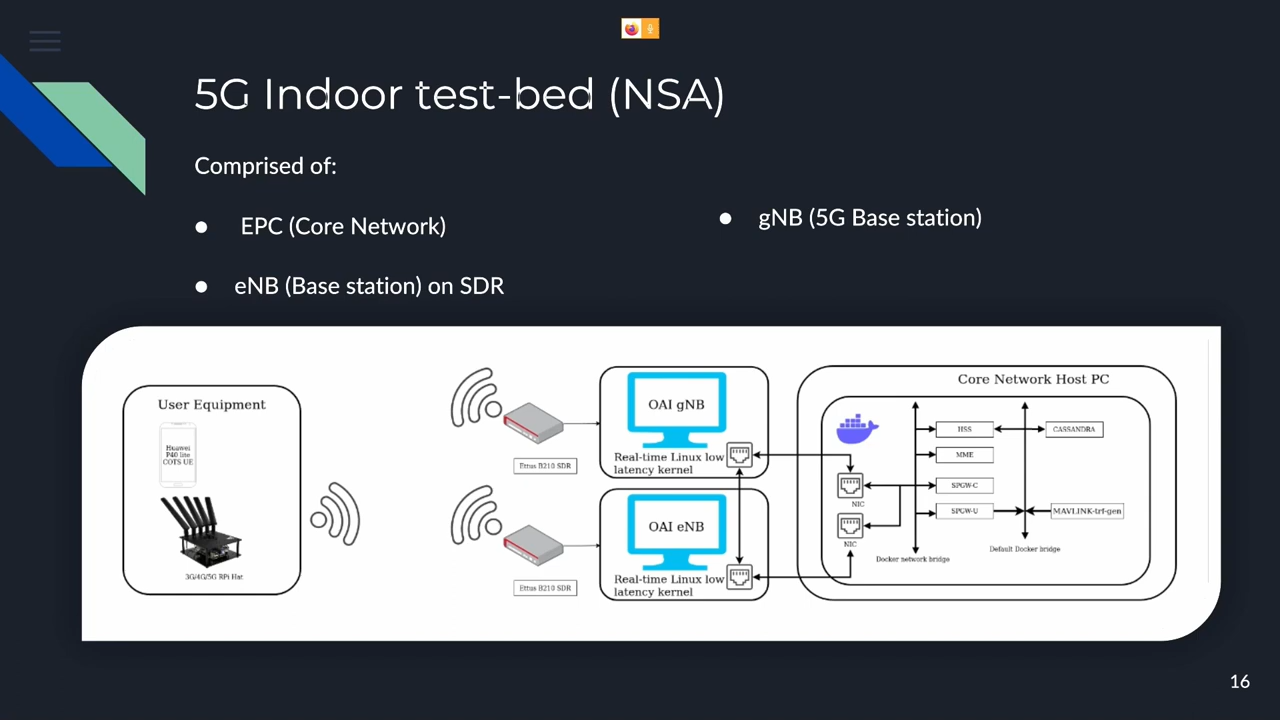 5G Indoor test-bed (NSA)
Comprised of:
● EPC (Core Network)
● eNB (Base station) on SDR
● gNB (5G Base station)
User Equipment
Huawei
P40 lite
COTS UE
3G/4G/5G RPi Hat
Ettus B210 SDR
OAI gNB
Real-time Linux low
latency kernel
Ettus B210 SDR
OAI eNB
Real-time Linux low
latency kernel
Core Network Host PC
NIC
NIC
HSS
CASSANDRA
MME
SPGW-C
SPGW-U
MAVLINK-trf-gen
Docker network bridge
Default Docker bridge
16